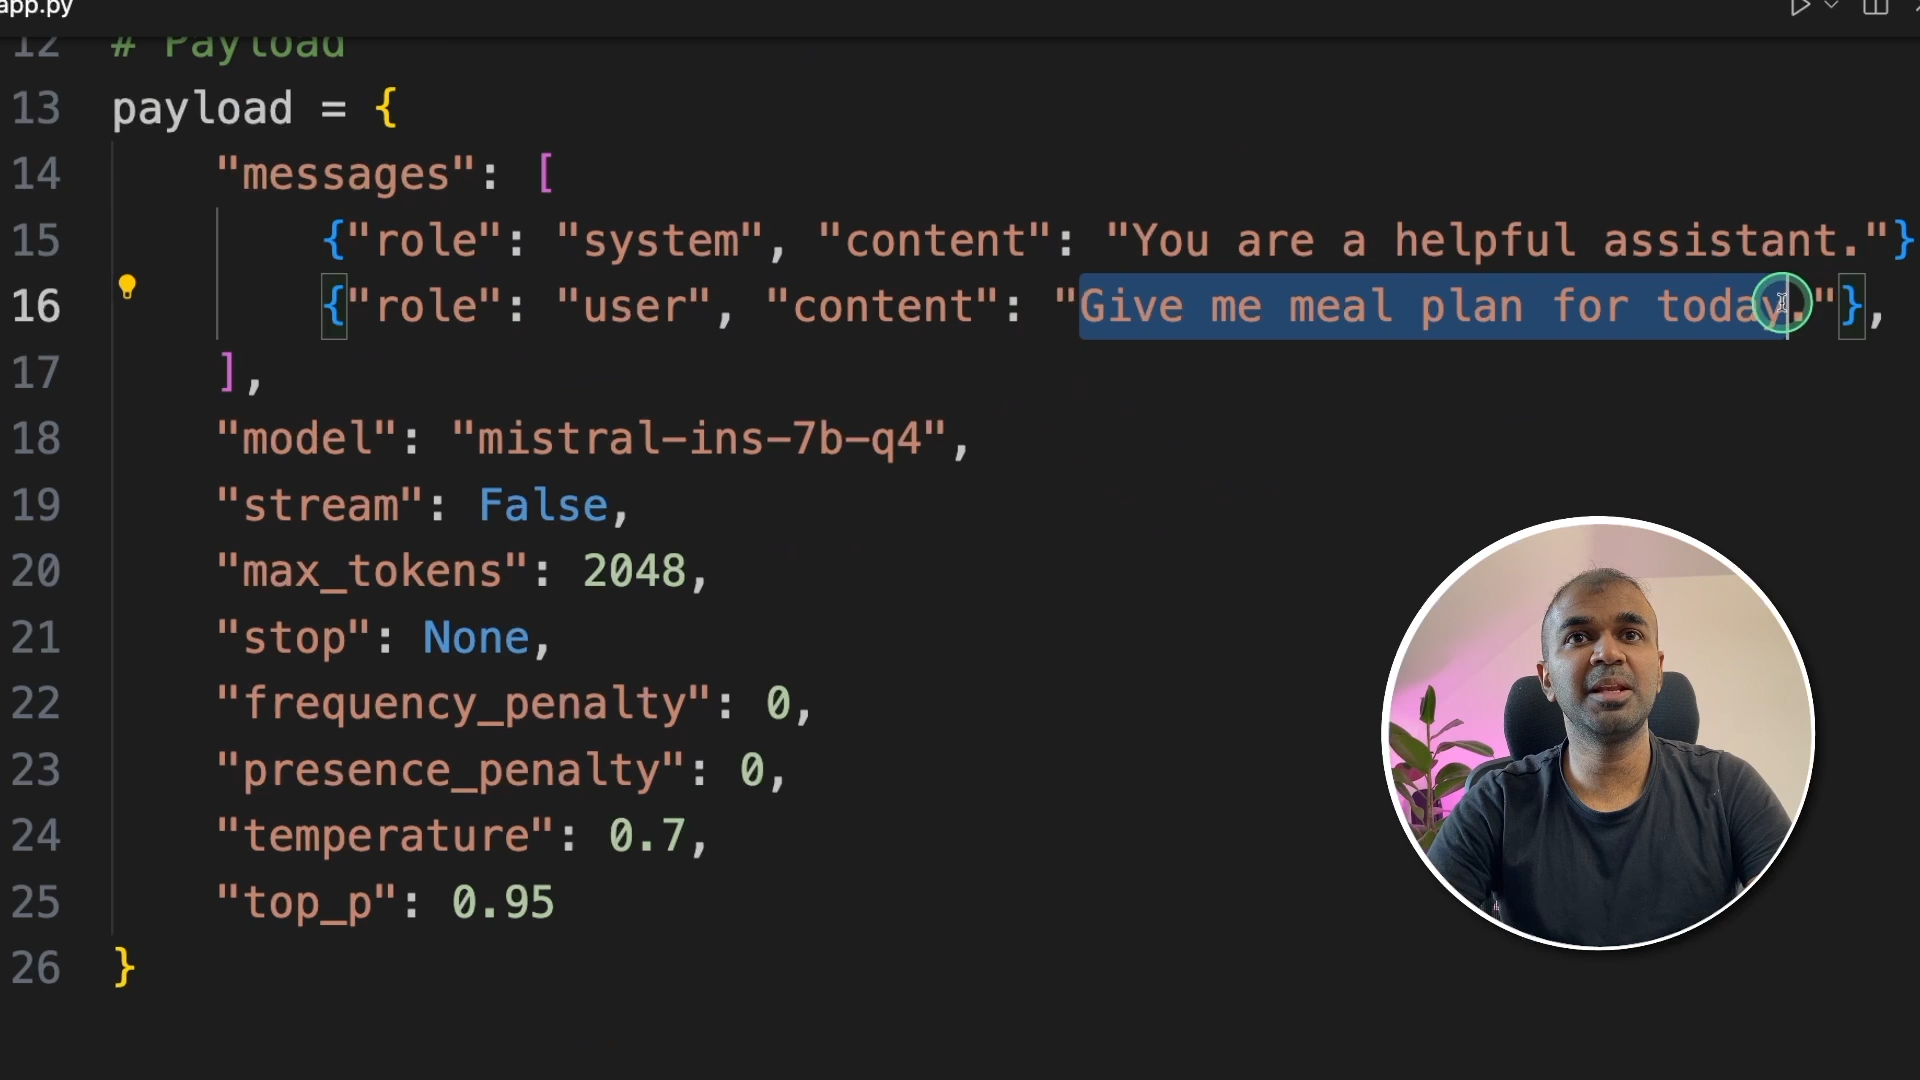 app.py
12 # Payload
13 payload = {
14 "messages": [
15 {"role": "system", "content": "You are a helpful assistant."}
16 {"role": "user", "content": "Give me meal plan for today."},
17 ],
18 "model": "mistral-ins-7b-q4",
19 "stream": False,
20 "max_tokens": 2048,
21 "stop": None,
22 "frequency_penalty": 0,
23 "presence_penalty": 0,
24 "temperature": 0.7,
25 "top_p": 0.95
26 }